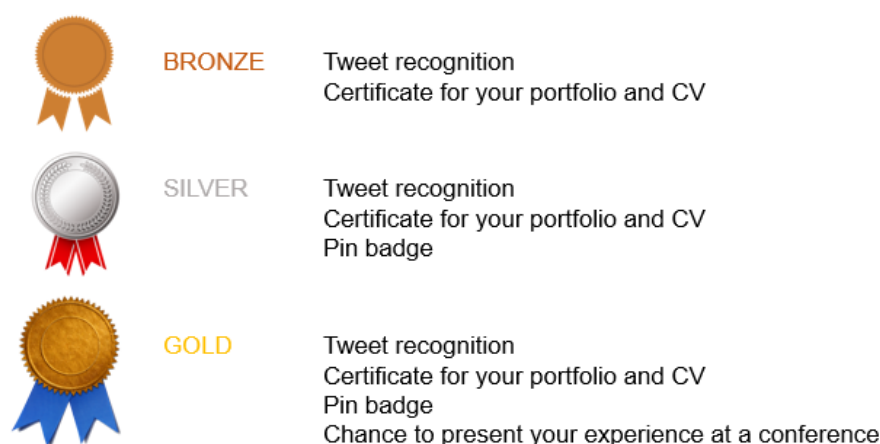 BRONZE Tweet recognition
Certificate for your portfolio and CV
SILVER Tweet recognition
Certificate for your portfolio and CV
Pin badge
GOLD Tweet recognition
Certificate for your portfolio and CV
Pin badge
Chance to present your experience at a conference